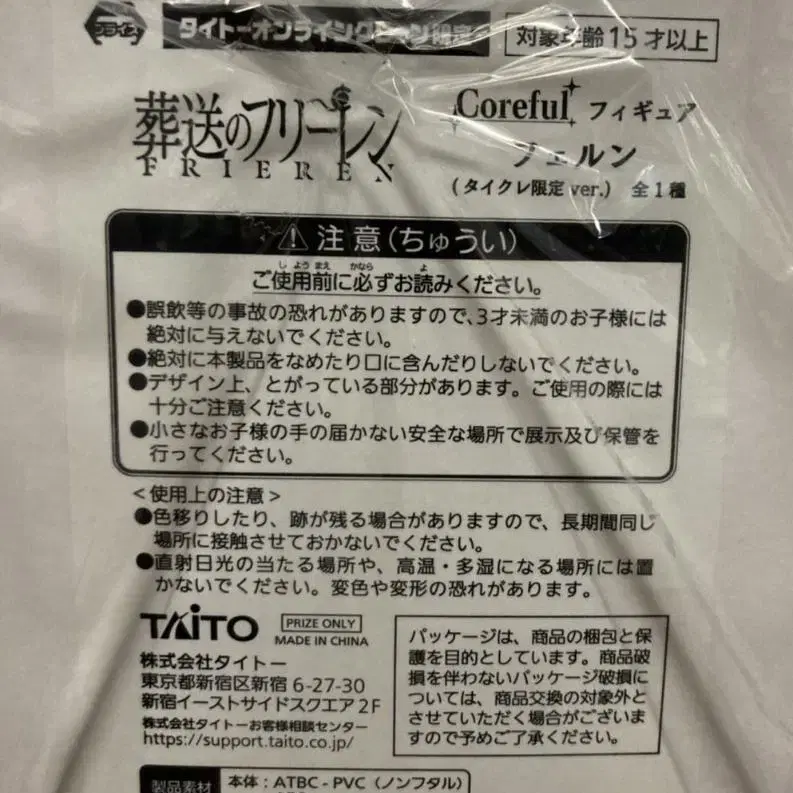 プライズ
タイトーオンラインクレーン限定
対象年齢15才以上
葬送のフリーレン
FRIEREN
Coreful フィギュア
フェルン
(タイクレ限定ver.) 全1種
注意(ちゅうい)
しようまえ かなら よ
ご使用前に必ずお読みください。
●誤飲等の事故の恐れがありますので、3才未満のお子様には
絶対に与えないでください。
●絶対に本製品をなめたり口に含んだりしないでください。
●デザイン上、とがっている部分があります。ご使用の際には
十分ご注意ください。
●小さなお子様の手の届かない安全な場所で展示及び保管を
行ってください。
<使用上の注意>
●色移りしたり、跡が残る場合がありますので、長期間同じ
場所に接触させておかないでください。
●直射日光の当たる場所や、高温・多湿になる場所には置
かないでください。変色や変形の恐れがあります。
TAITO
PRIZE ONLY
MADE IN CHINA
株式会社タイトー
東京都新宿区新宿 6-27-30
新宿イーストサイドスクエア 2F
株式会社タイトーお客様相談センター
https://support.taito.co.jp/
パッケージは、商品の梱包と保
護を目的としています。商品破
損を伴わないパッケージ破損に
ついては、商品交換の対象外と
させていただく場合がございま
すので予めご了承ください。
製品素材
本体:ATBC-PVC(ノンフタル)